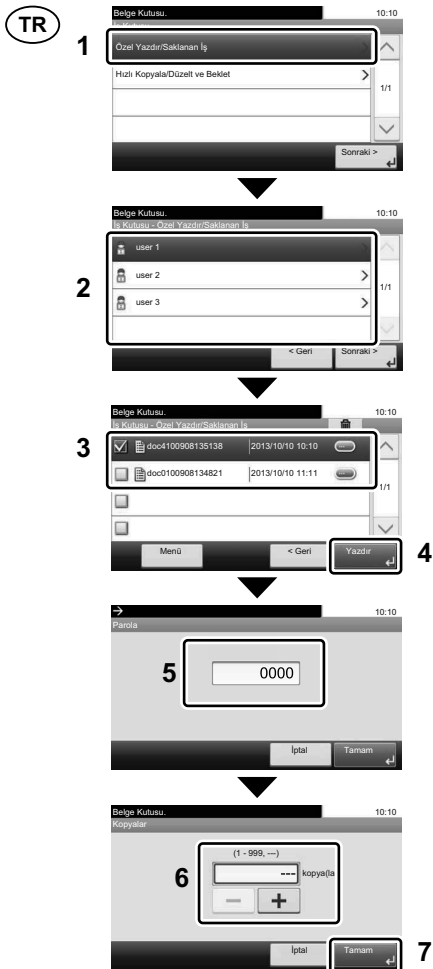 TR
1
Belge Kutusu. 10:10
İş Kutusu
Özel Yazdır/Saklanan İş
Hızlı Kopyala/Düzelt ve Beklet
1/1
Sonraki >
Belge Kutusu. 10:10
İş Kutusu - Özel Yazdır/Saklanan İş
2
user 1
user 2
user 3
1/1
< Geri Sonraki >
Belge Kutusu. 10:10
İş Kutusu - Özel Yazdır/Saklanan İş
3
doc4100908135138 2013/10/10 10:10
doc0100908134821 2013/10/10 11:11
1/1
Menü < Geri Yazdır
4
10:10
Parola
5
0000
İptal Tamam
Belge Kutusu. 10:10
Kopyalar
6
(1 - 999, ---)
--- kopya(la
− +
İptal Tamam
7